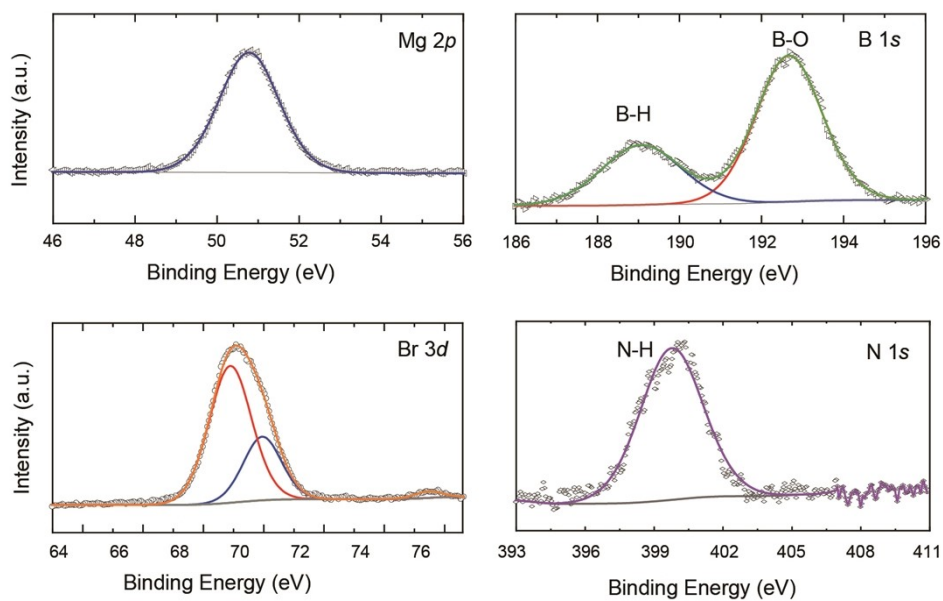 Mg 2p
Intensity (a.u.)
46 48 50 52 54 56
Binding Energy (eV)
B-O
B 1s
B-H
186 188 190 192 194 196
Binding Energy (eV)
Br 3d
Intensity (a.u.)
64 66 68 70 72 74 76
Binding Energy (eV)
N-H
N 1s
393 396 399 402 405 408 411
Binding Energy (eV)